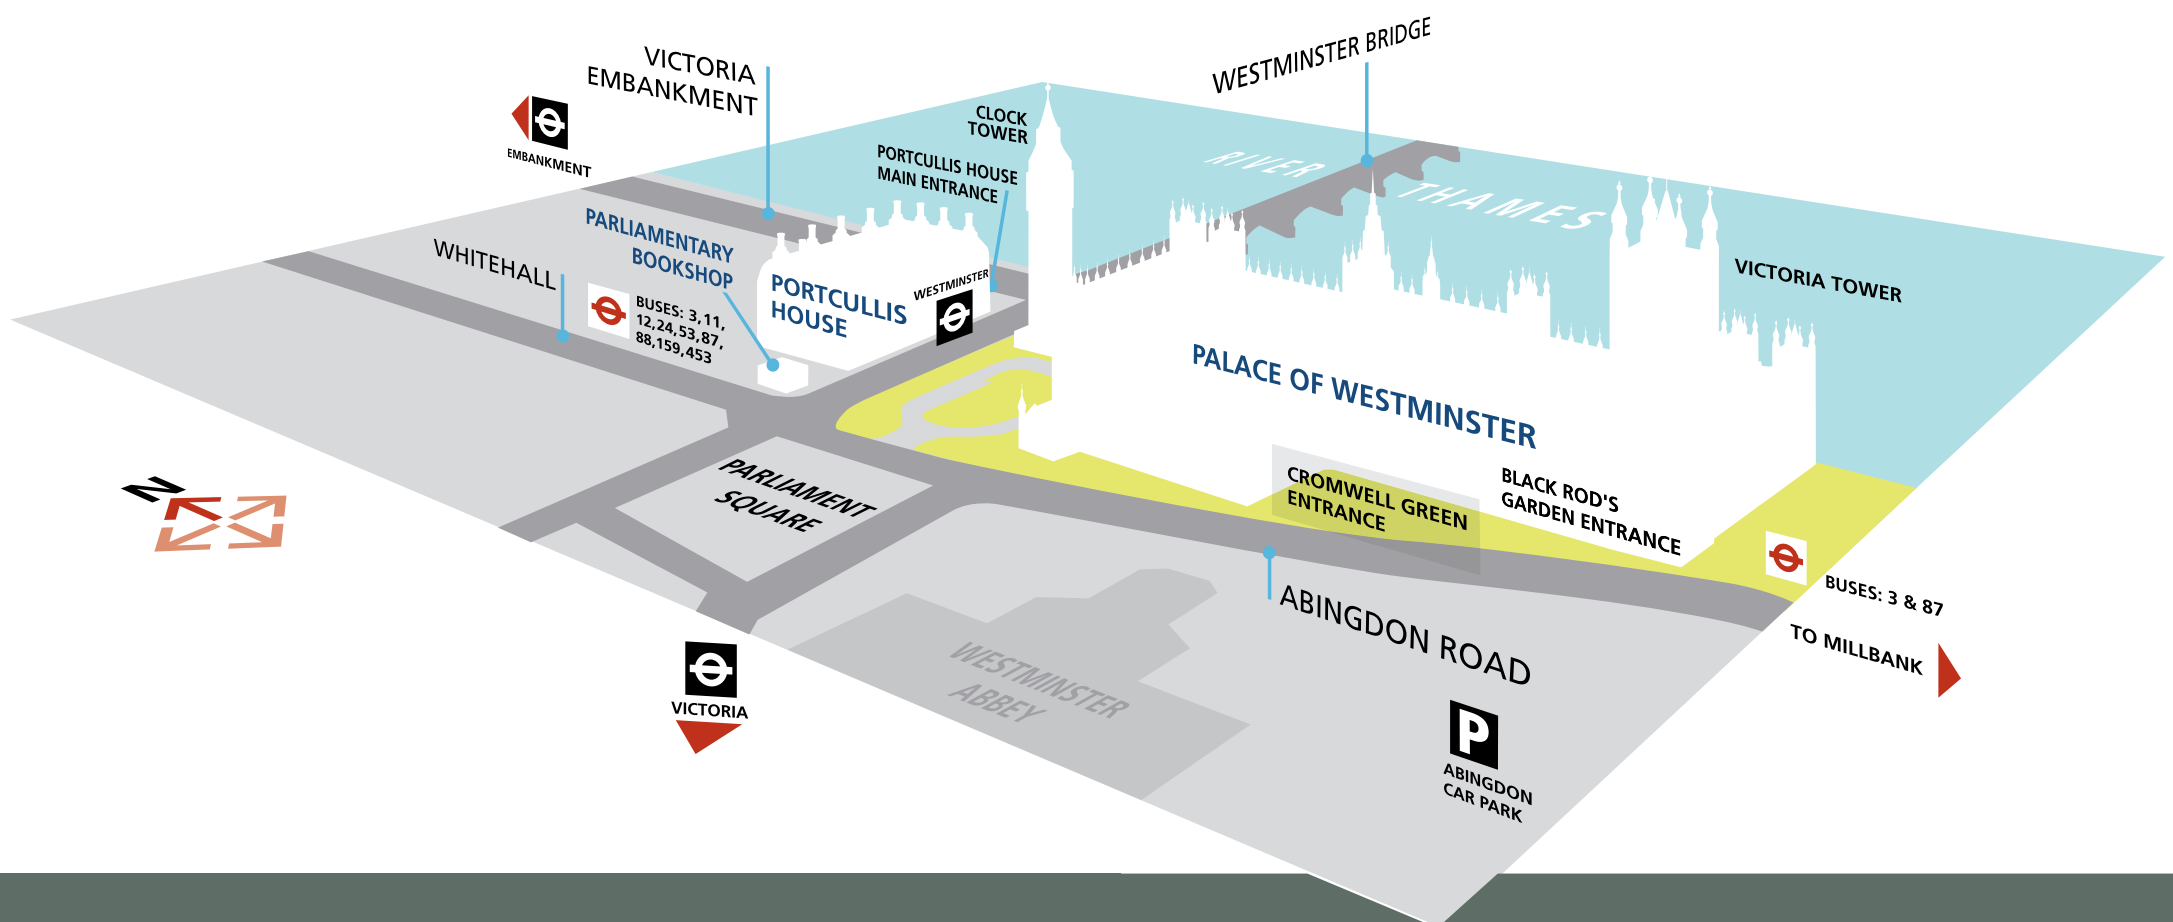 WESTMINSTER BRIDGE
VICTORIA
EMBANKMENT
EMBANKMENT
CLOCK
TOWER
PORTCULLIS HOUSE
MAIN ENTRANCE
RIVER THAMES
PARLIAMENTARY
BOOKSHOP
WHITEHALL
BUSES: 3,11,
12,24,53,87,
88,159,453
PORTCULLIS
HOUSE
WESTMINSTER
VICTORIA TOWER
PALACE OF WESTMINSTER
N
PARLIAMENT
SQUARE
CROMWELL GREEN
ENTRANCE
BLACK ROD'S
GARDEN ENTRANCE
BUSES: 3 & 87
TO MILLBANK
ABINGDON ROAD
WESTMINSTER
ABBEY
VICTORIA
P
ABINGDON
CAR PARK